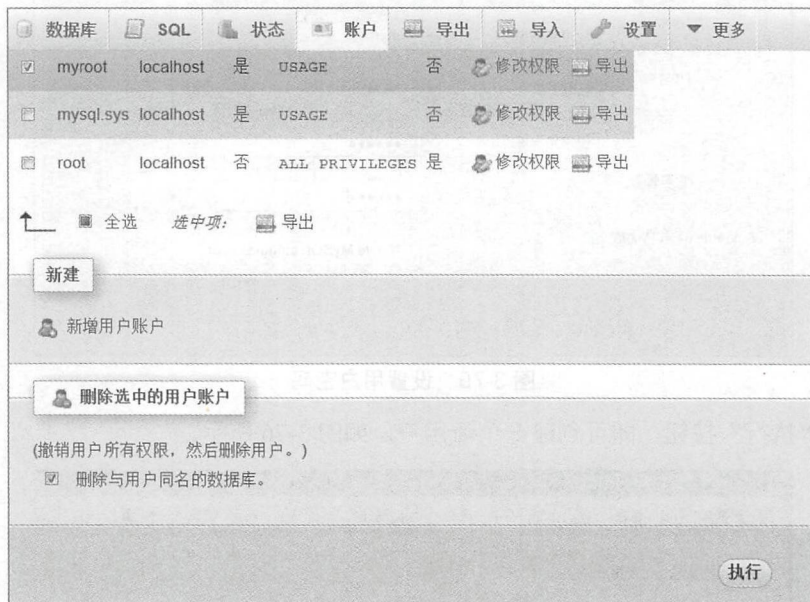 数据库 SQL 状态 账户 导出 导入 设置 更多
myroot localhost 是 USAGE 否 修改权限 导出
mysql.sys localhost 是 USAGE 否 修改权限 导出
root localhost 否 ALL PRIVILEGES 是 修改权限 导出
全选 选中项: 导出
新建
新增用户账户
删除选中的用户账户
(撤销用户所有权限，然后删除用户。)
删除与用户同名的数据库。
执行